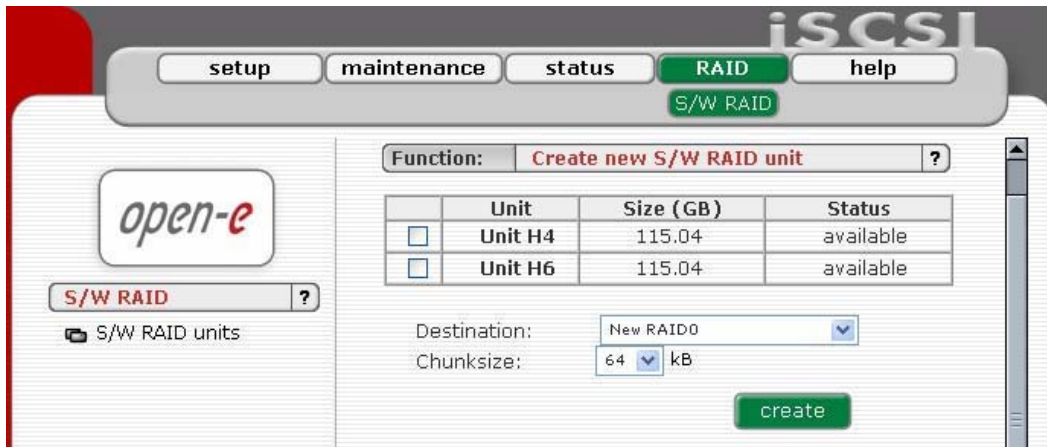 iSCSI
setup maintenance status RAID help
S/W RAID
Function: Create new S/W RAID unit ?
open-e
Unit Size (GB) Status
Unit H4 115.04 available
Unit H6 115.04 available
S/W RAID ?
S/W RAID units
Destination: New RAID0
Chunksize: 64 kB
create